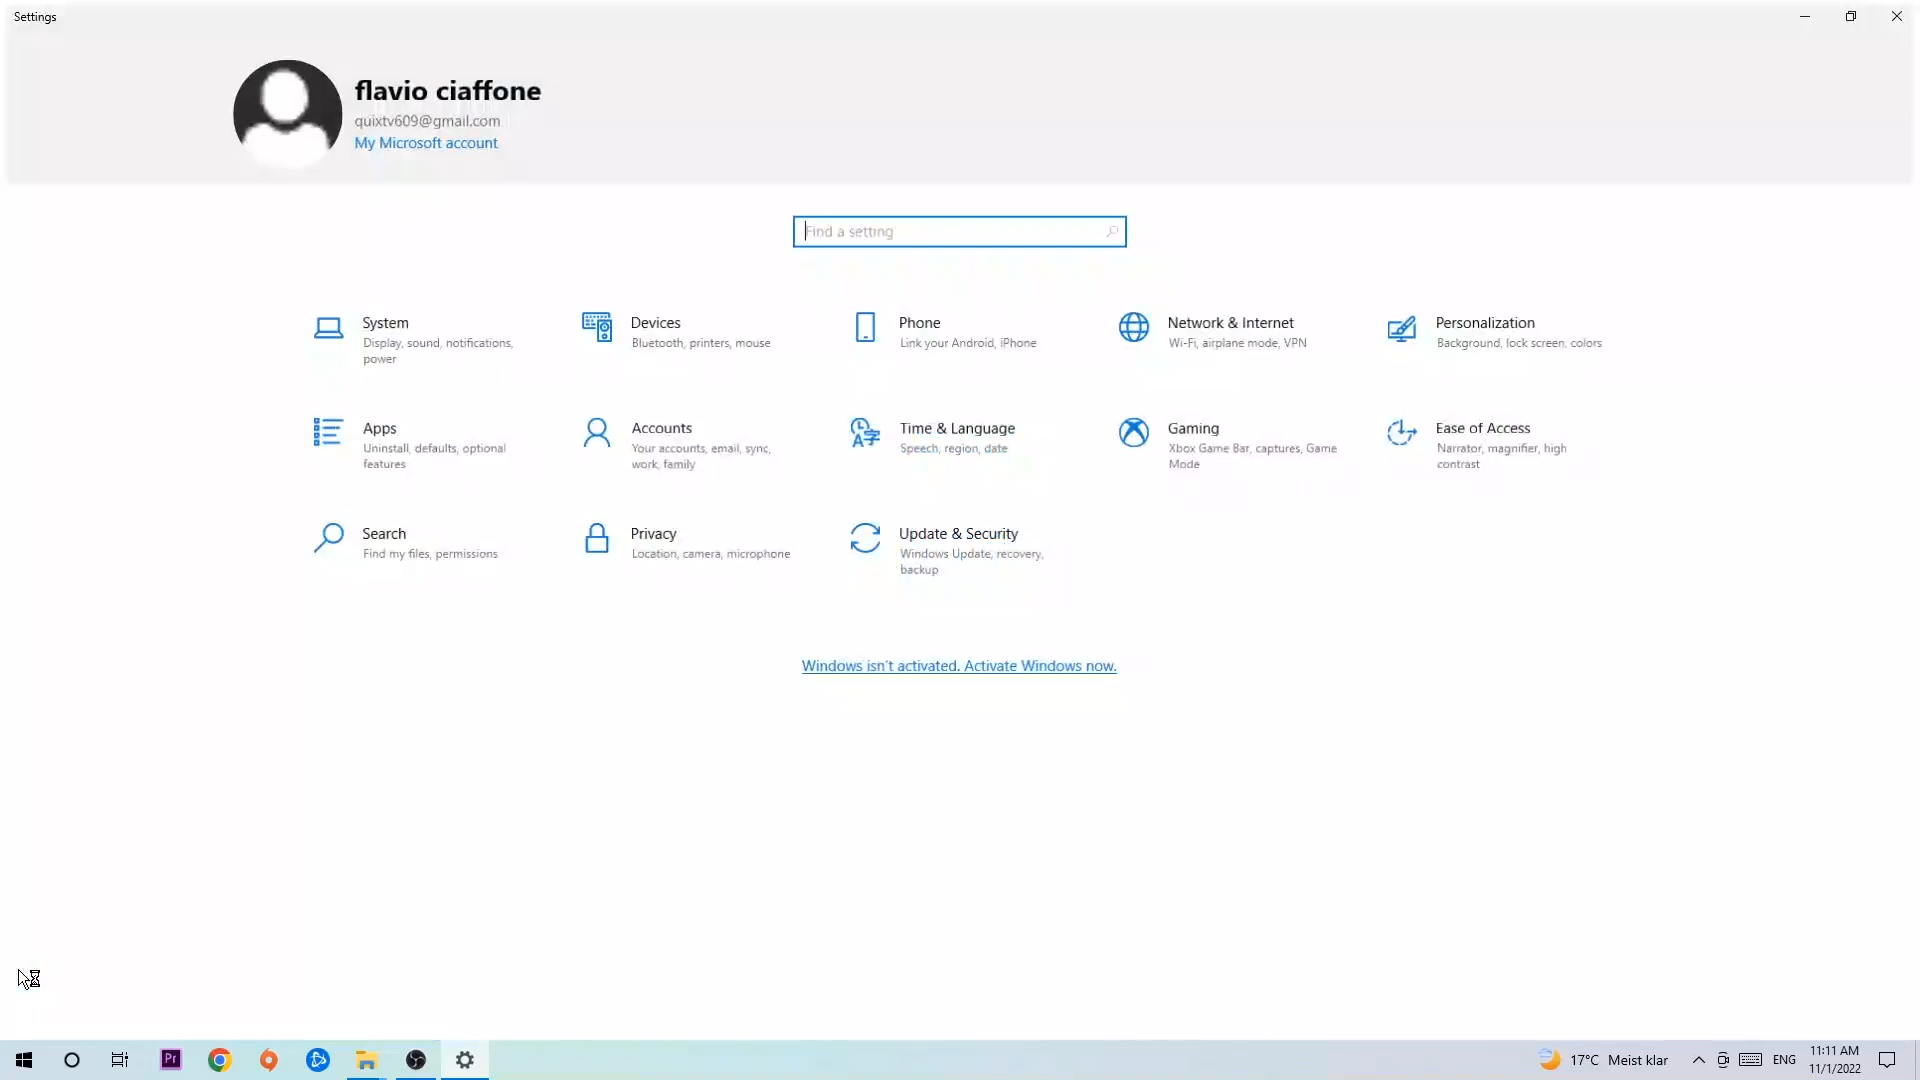 Settings
flavio ciaffone
quixtv609@gmail.com
My Microsoft account
Find a setting
System
Display, sound, notifications,
power
Devices
Bluetooth, printers, mouse
Phone
Link your Android, iPhone
Network & Internet
Wi-Fi, airplane mode, VPN
Personalization
Background, lock screen, colors
Apps
Uninstall, defaults, optional
features
Accounts
Your accounts, email, sync,
work, family
Time & Language
Speech, region, date
Gaming
Xbox Game Bar, captures, Game
Mode
Ease of Access
Narrator, magnifier, high
contrast
Search
Find my files, permissions
Privacy
Location, camera, microphone
Update & Security
Windows Update, recovery,
backup
Windows isn't activated. Activate Windows now.
Pr
17°C Meist klar
ENG
11:11 AM
11/1/2022